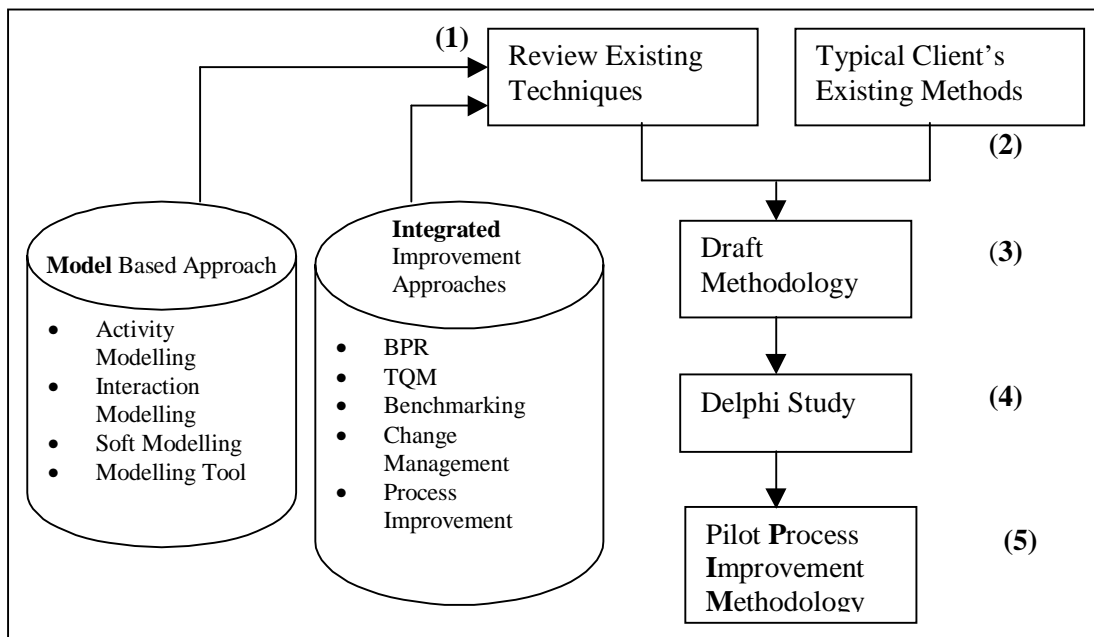 (1)
Review Existing
Techniques
Typical Client's
Existing Methods
(2)
Model Based Approach
• Activity
Modelling
• Interaction
Modelling
• Soft Modelling
• Modelling Tool
Integrated
Improvement
Approaches
• BPR
• TQM
• Benchmarking
• Change
Management
• Process
Improvement
Draft
Methodology
(3)
Delphi Study
(4)
Pilot Process
Improvement
Methodology
(5)